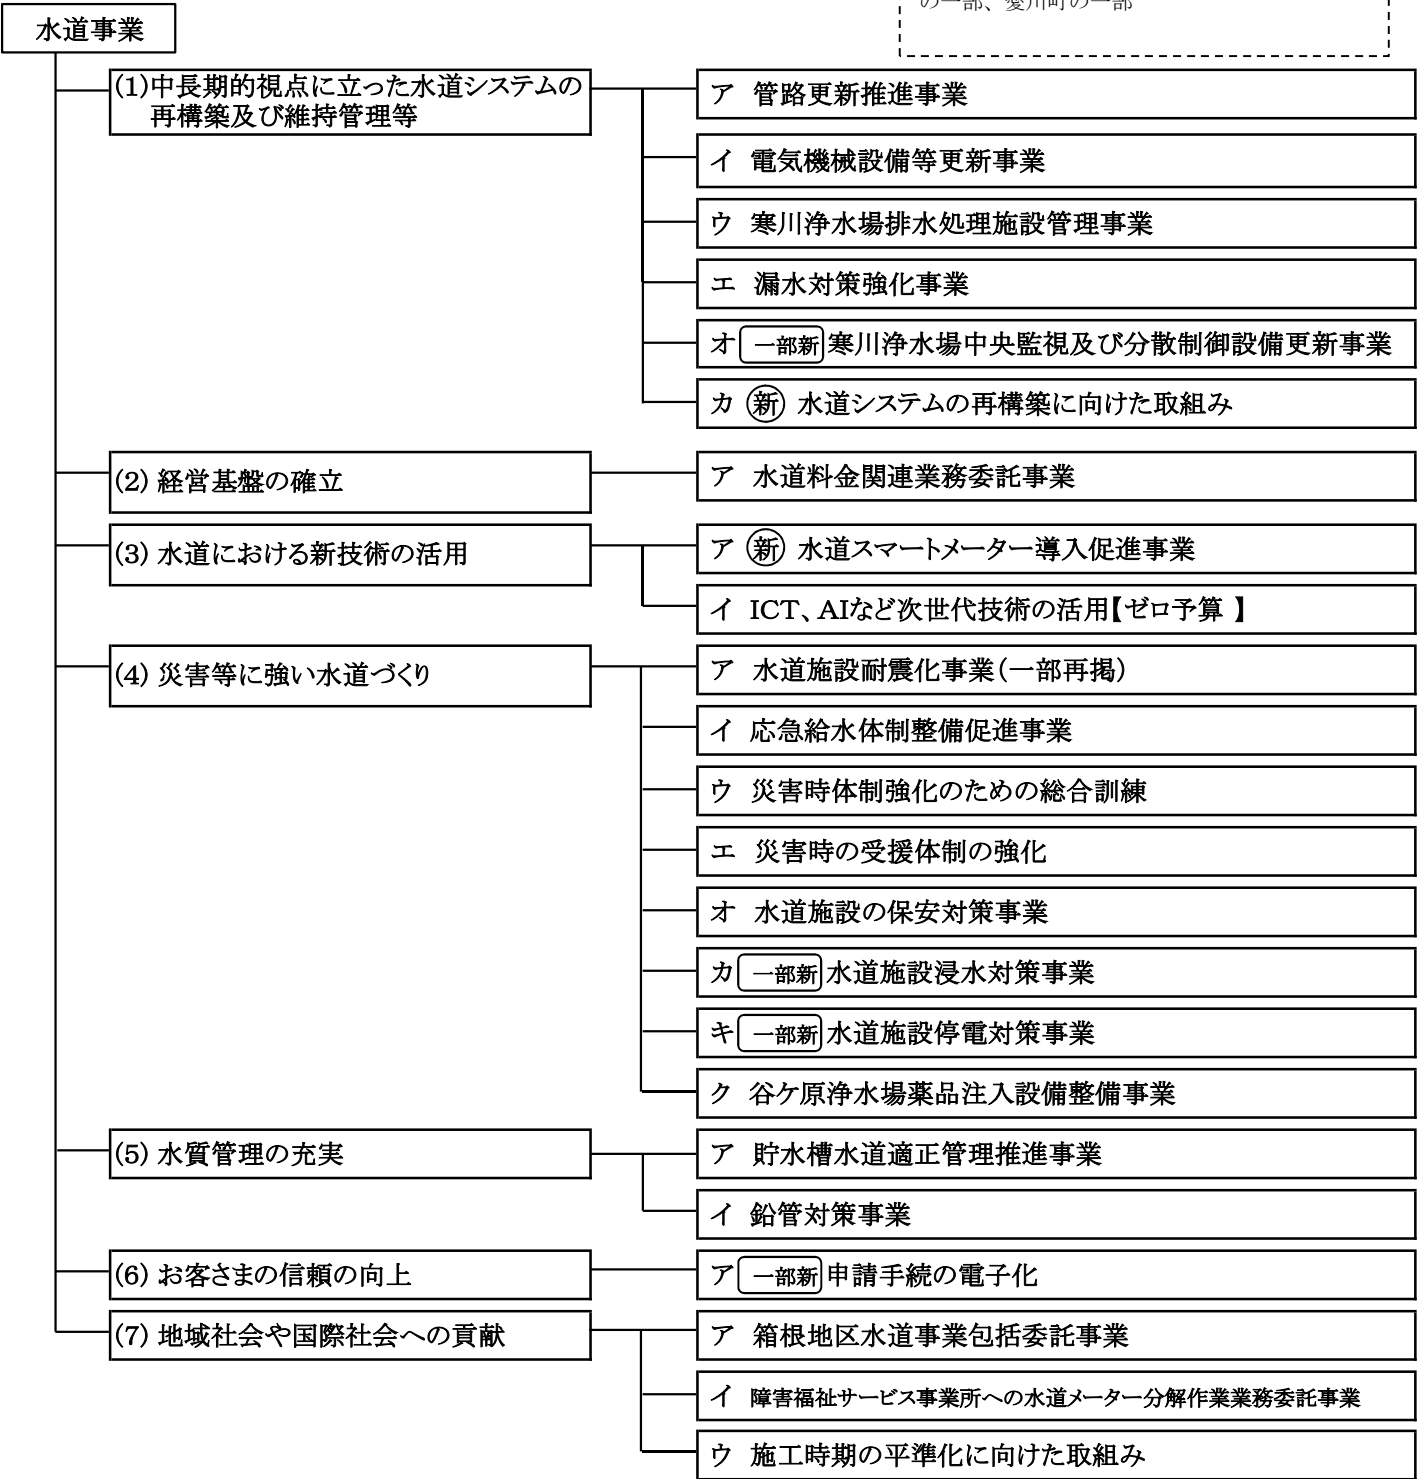 の一部、愛川町の一部
水道事業
(1)中長期的視点に立った水道システムの
再構築及び維持管理等
ア 管路更新推進事業
イ 電気機械設備等更新事業
ウ 寒川浄水場排水処理施設管理事業
エ 漏水対策強化事業
オ 一部新 寒川浄水場中央監視及び分散制御設備更新事業
カ 新 水道システムの再構築に向けた取組み
(2) 経営基盤の確立
ア 水道料金関連業務委託事業
(3) 水道における新技術の活用
ア 新 水道スマートメーター導入促進事業
イ ICT、AIなど次世代技術の活用【ゼロ予算 】
(4) 災害等に強い水道づくり
ア 水道施設耐震化事業（一部再掲）
イ 応急給水体制整備促進事業
ウ 災害時体制強化のための総合訓練
エ 災害時の受援体制の強化
オ 水道施設の保安対策事業
カ 一部新 水道施設浸水対策事業
キ 一部新 水道施設停電対策事業
ク 谷ケ原浄水場薬品注入設備整備事業
(5) 水質管理の充実
ア 貯水槽水道適正管理推進事業
イ 鉛管対策事業
(6) お客さまの信頼の向上
ア 一部新 申請手続の電子化
(7) 地域社会や国際社会への貢献
ア 箱根地区水道事業包括委託事業
イ 障害福祉サービス事業所への水道メーター分解作業業務委託事業
ウ 施工時期の平準化に向けた取組み